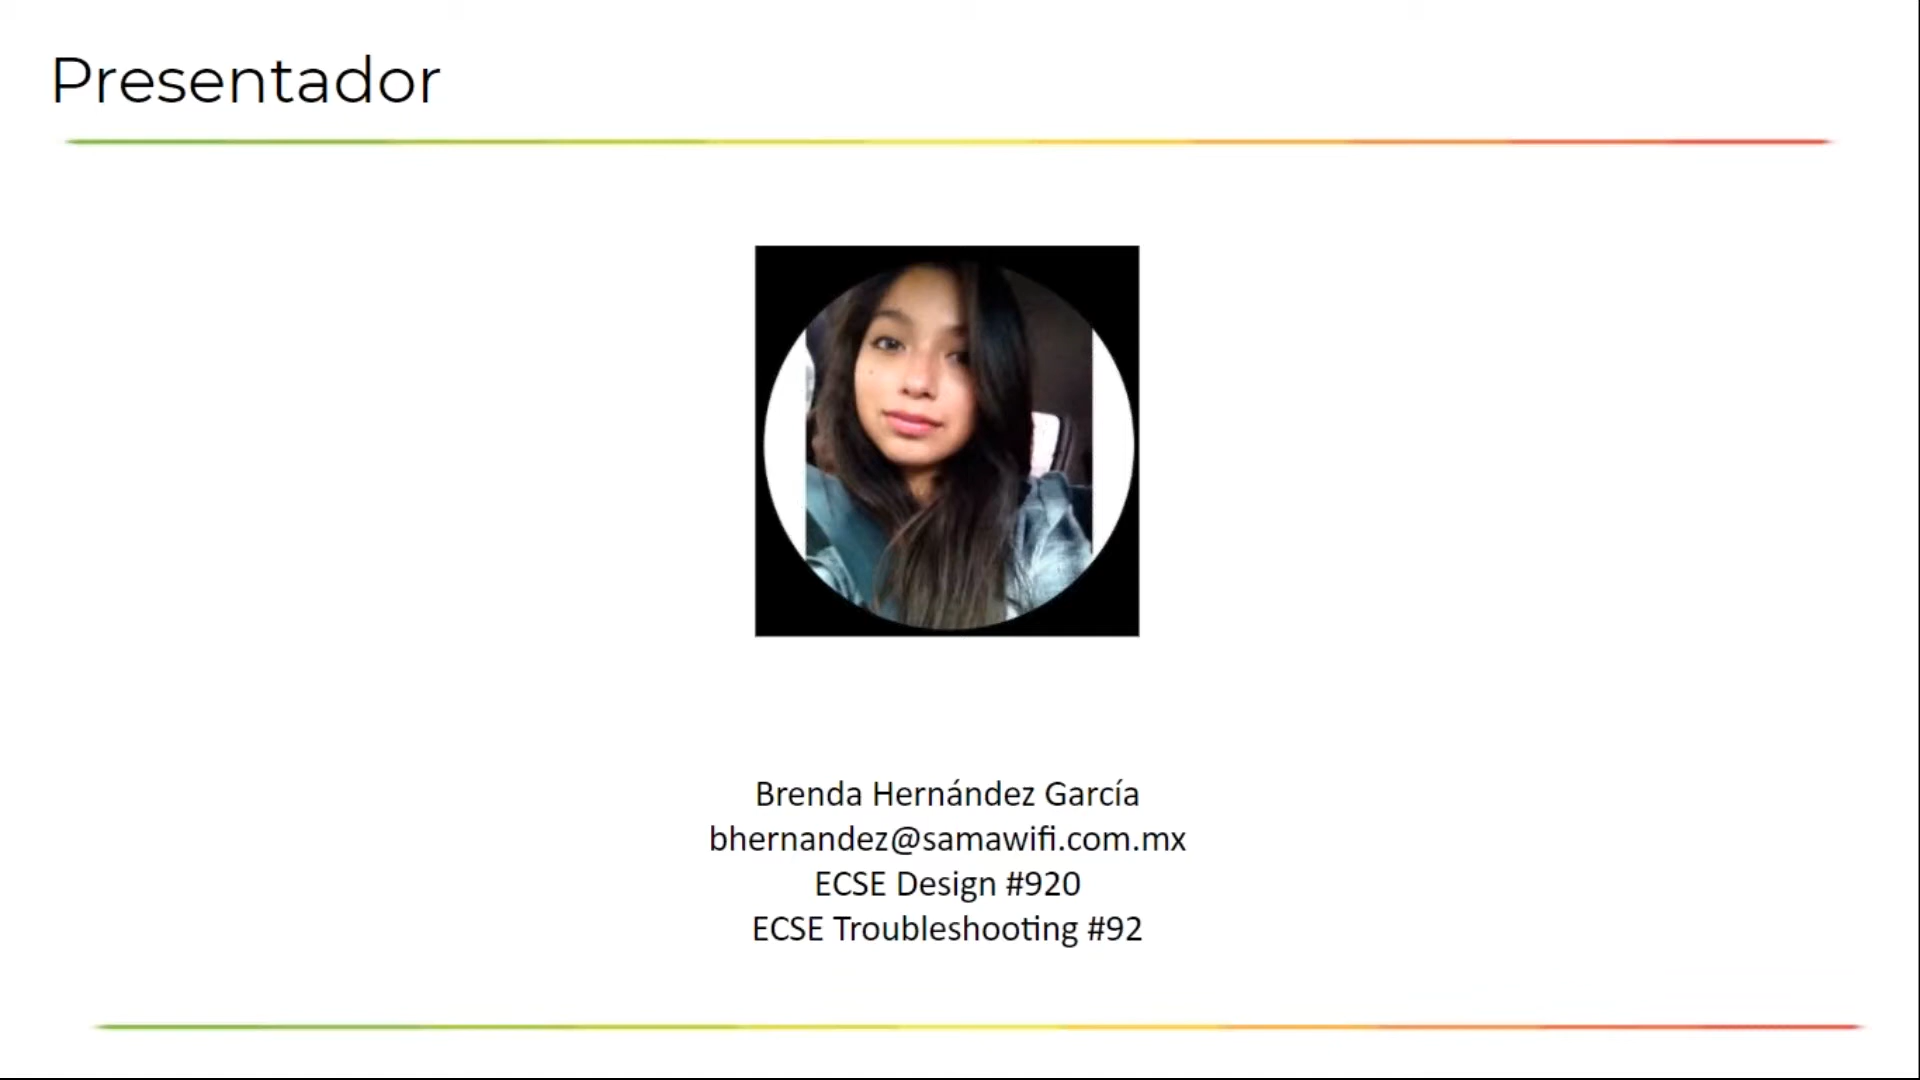 Presentador
Brenda Hernández García
bhernandez@samawifi.com.mx
ECSE Design #920
ECSE Troubleshooting #92